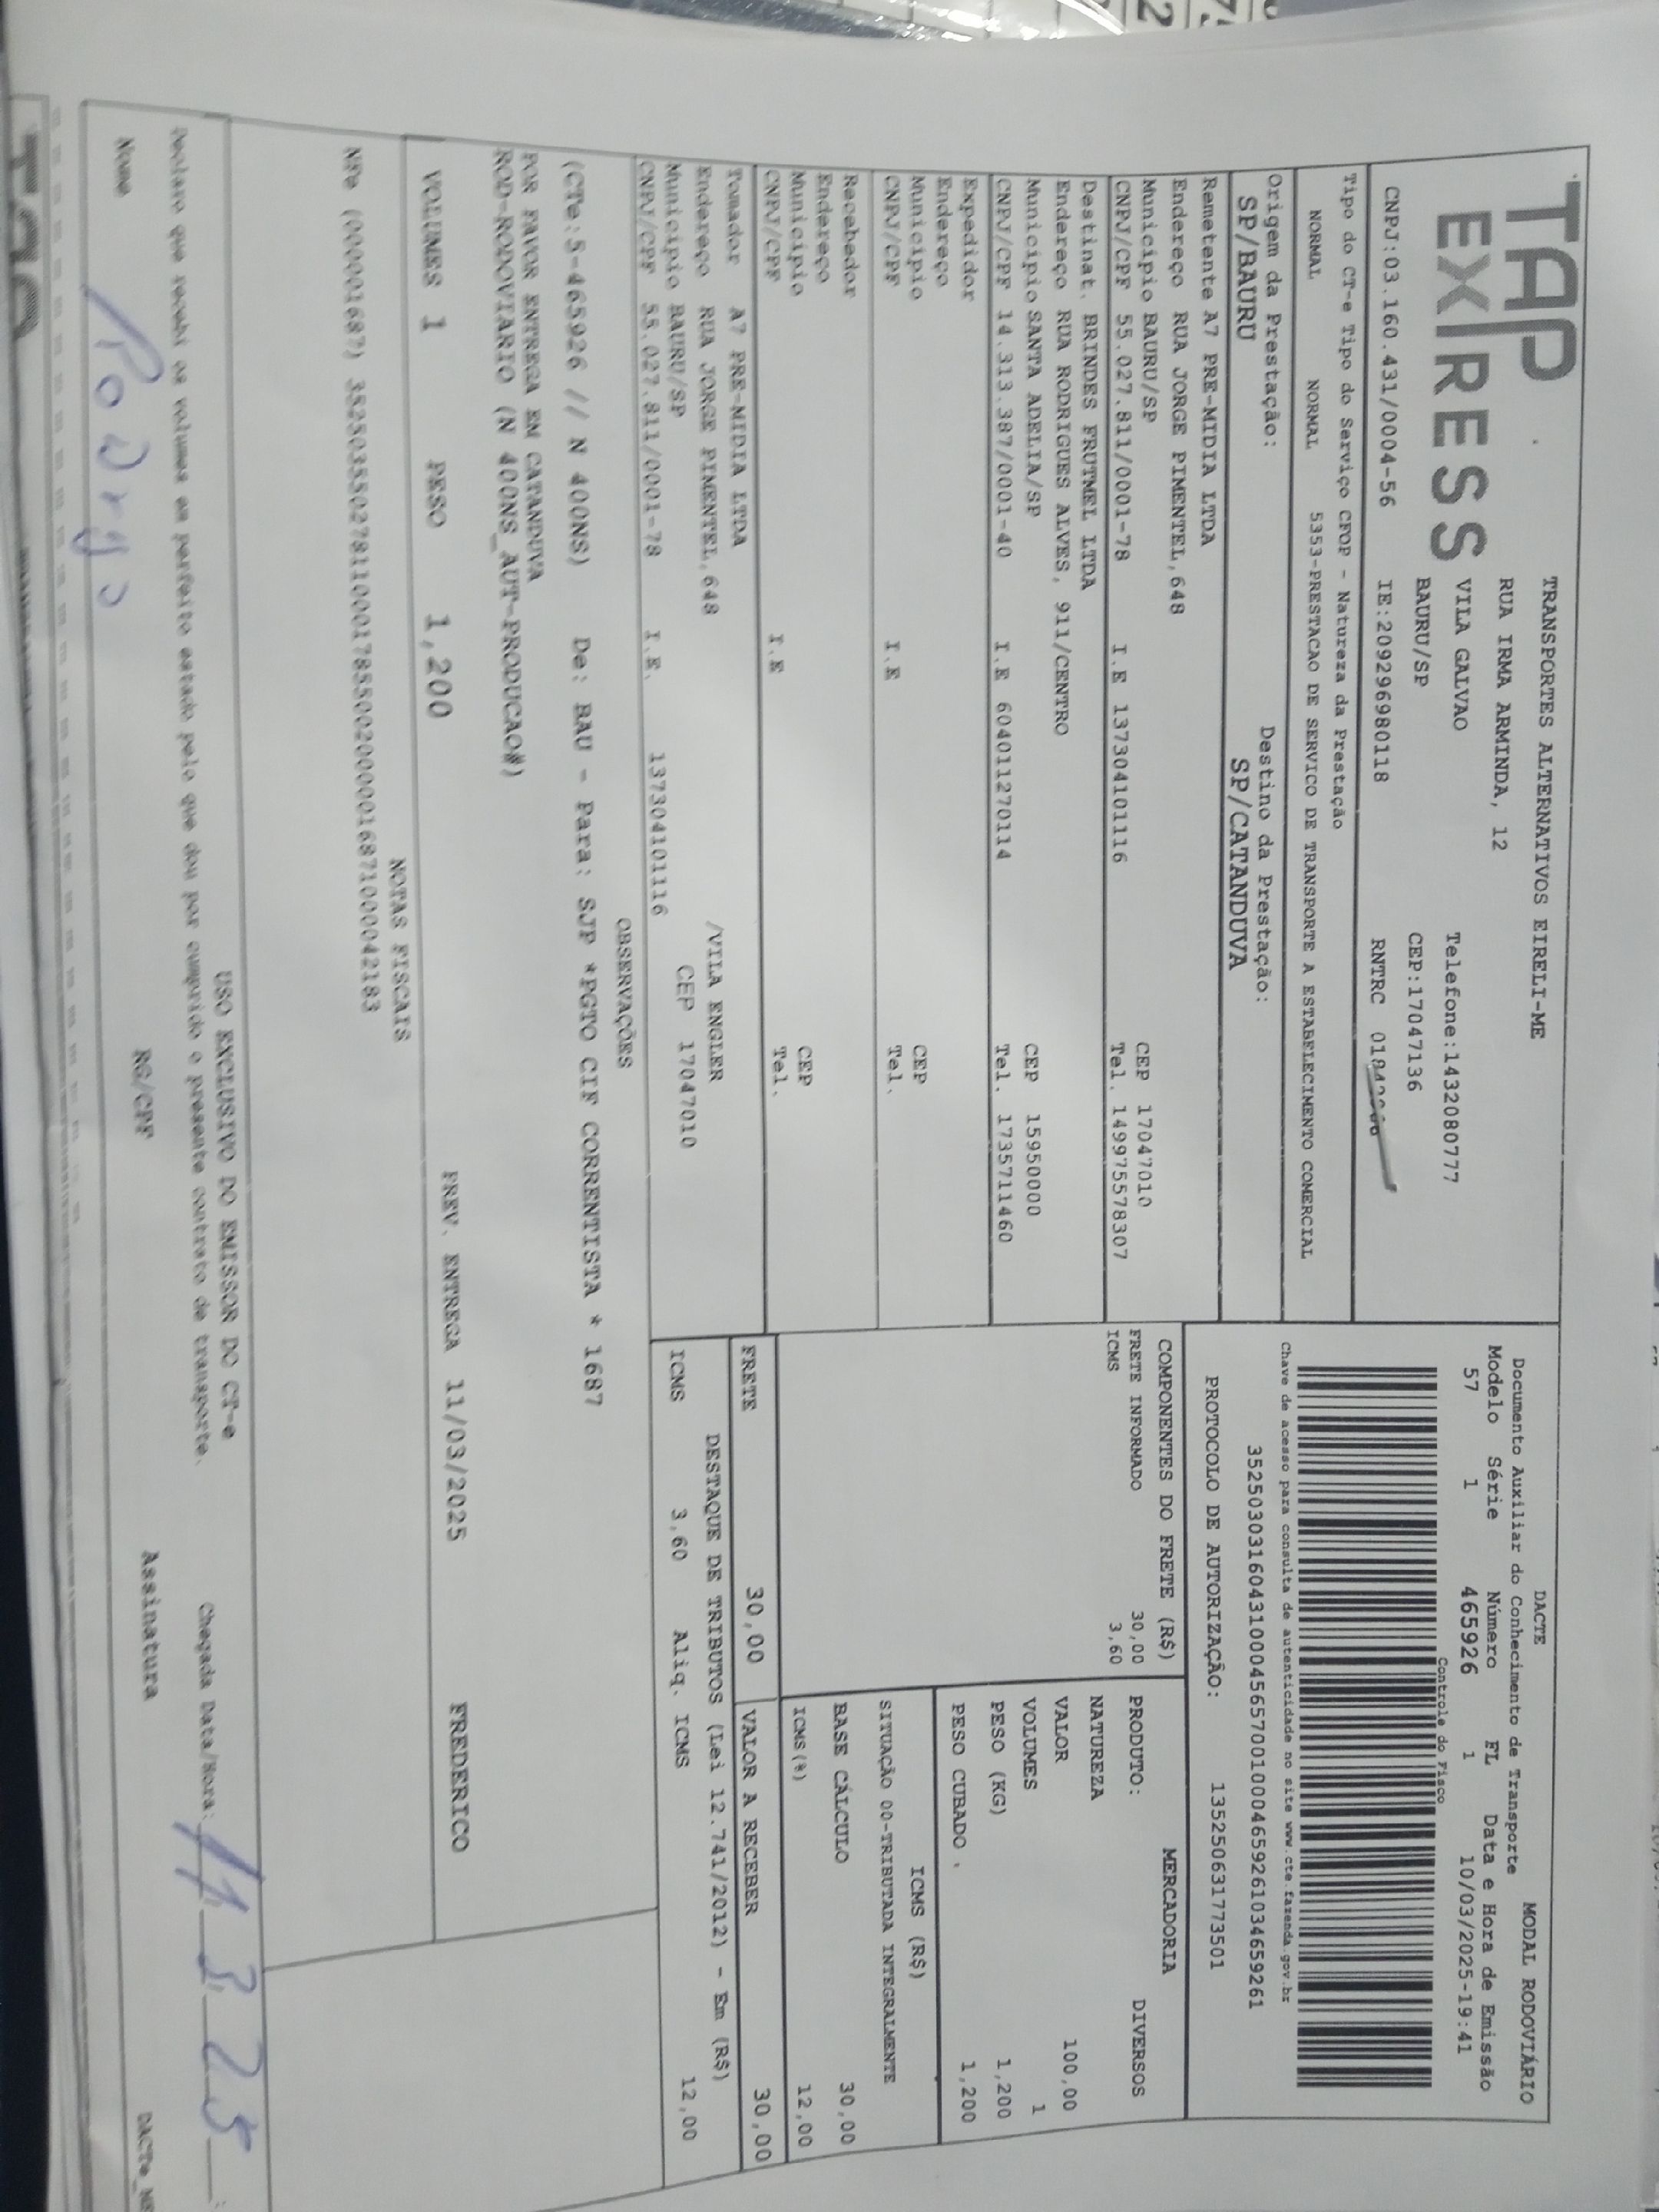 TAP
EXPRESS
TRANSPORTES ALTERNATIVOS EIRELI-ME
RUA IRMA ARMINDA, 12
VILA GALVAO Telefone:1432080777
BAURU/SP CEP:17047136
CNPJ:03.160.431/0004-56 IE:209296980118 RNTRC
DACTE MODAL RODOVIÁRIO
Documento Auxiliar do Conhecimento de Transporte
Modelo Série Número FL Data e Hora de Emissão
57 1 465926 1 10/03/2025-19:41
Controle do Fisco
Chave de acesso para consulta de autenticidade no site www.cte.fazenda.gov.br
35250303160431000456570010004659261034659261
PROTOCOLO DE AUTORIZAÇÃO: 135250631773501
Tipo do CT-e Tipo do Serviço CFOP - Natureza da Prestação
NORMAL NORMAL 5353-PRESTACAO DE SERVICO DE TRANSPORTE A ESTABELECIMENTO COMERCIAL
Origem da Prestação: Destino da Prestação:
SP/BAURU SP/CATANDUVA
Remetente A7 PRE-MIDIA LTDA
Endereço RUA JORGE PIMENTEL,648
Municipio BAURU/SP CEP 17047010
CNPJ/CPF 55.027.811/0001-78 I.E 137304101116 Tel. 14997557 8307
Destinat. BRINDES FRUTMEL LTDA
Endereço RUA RODRIGUES ALVES, 911/CENTRO
Municipio SANTA ADELIA/SP CEP 15950000
CNPJ/CPF 14.313.387/0001-40 I.E 604011270114 Tel. 1735711460
Expedidor
Endereço
Municipio CEP
CNPJ/CPF I.E Tel.
Recebedor
Endereço
Municipio CEP
CNPJ/CPF I.E Tel.
Tomador A7 PRE-MIDIA LTDA
Endereço RUA JORGE PIMENTEL,648 /VILA ENGLER
Municipio BAURU/SP CEP 17047010
CNPJ/CPF 55.027.811/0001-78 I.E. 137304101116
COMPONENTES DO FRETE (R$)
FRETE INFORMADO 30,00
ICMS 3,60
MERCADORIA
PRODUTO: DIVERSOS
NATUREZA
VALOR 100,00
VOLUMES 1
PESO (KG) 1,200
PESO CUBADO . 1,200
ICMS (R$)
SITUAÇÃO 00-TRIBUTADA INTEGRALMENTE
BASE CÁLCULO 30,00
ICMS(%) 12,00
FRETE 30,00 VALOR A RECEBER 30,00
DESTAQUE DE TRIBUTOS (Lei 12.741/2012) - Em (R$)
ICMS 3,60 Aliq. ICMS 12,00
OBSERVAÇÕES
(CTe:5-465926 // N 400NS) De: BAU - Para: SJP *PGTO CIF CORRENTISTA * 1687
POR FAVOR ENTREGA EM CATANDUVA
ROD-RODOVIARIO (N 400NS_AUT-PRODUCAO#)
VOLUMES 1 PESO 1,200 PREV. ENTREGA 11/03/2025 FREDERICO
NOTAS FISCAIS
NFe (000001687) 35250355027811000178550020000016871000042183
USO EXCLUSIVO DO EMISSOR DO CT-e
Declaro que recebi os volumes em perfeito estado pelo que dou por cumprido o presente contrato de transporte. Chegada Data/Hora: 11 3 25
Nome RG/CPF Assinatura
Rodrigo